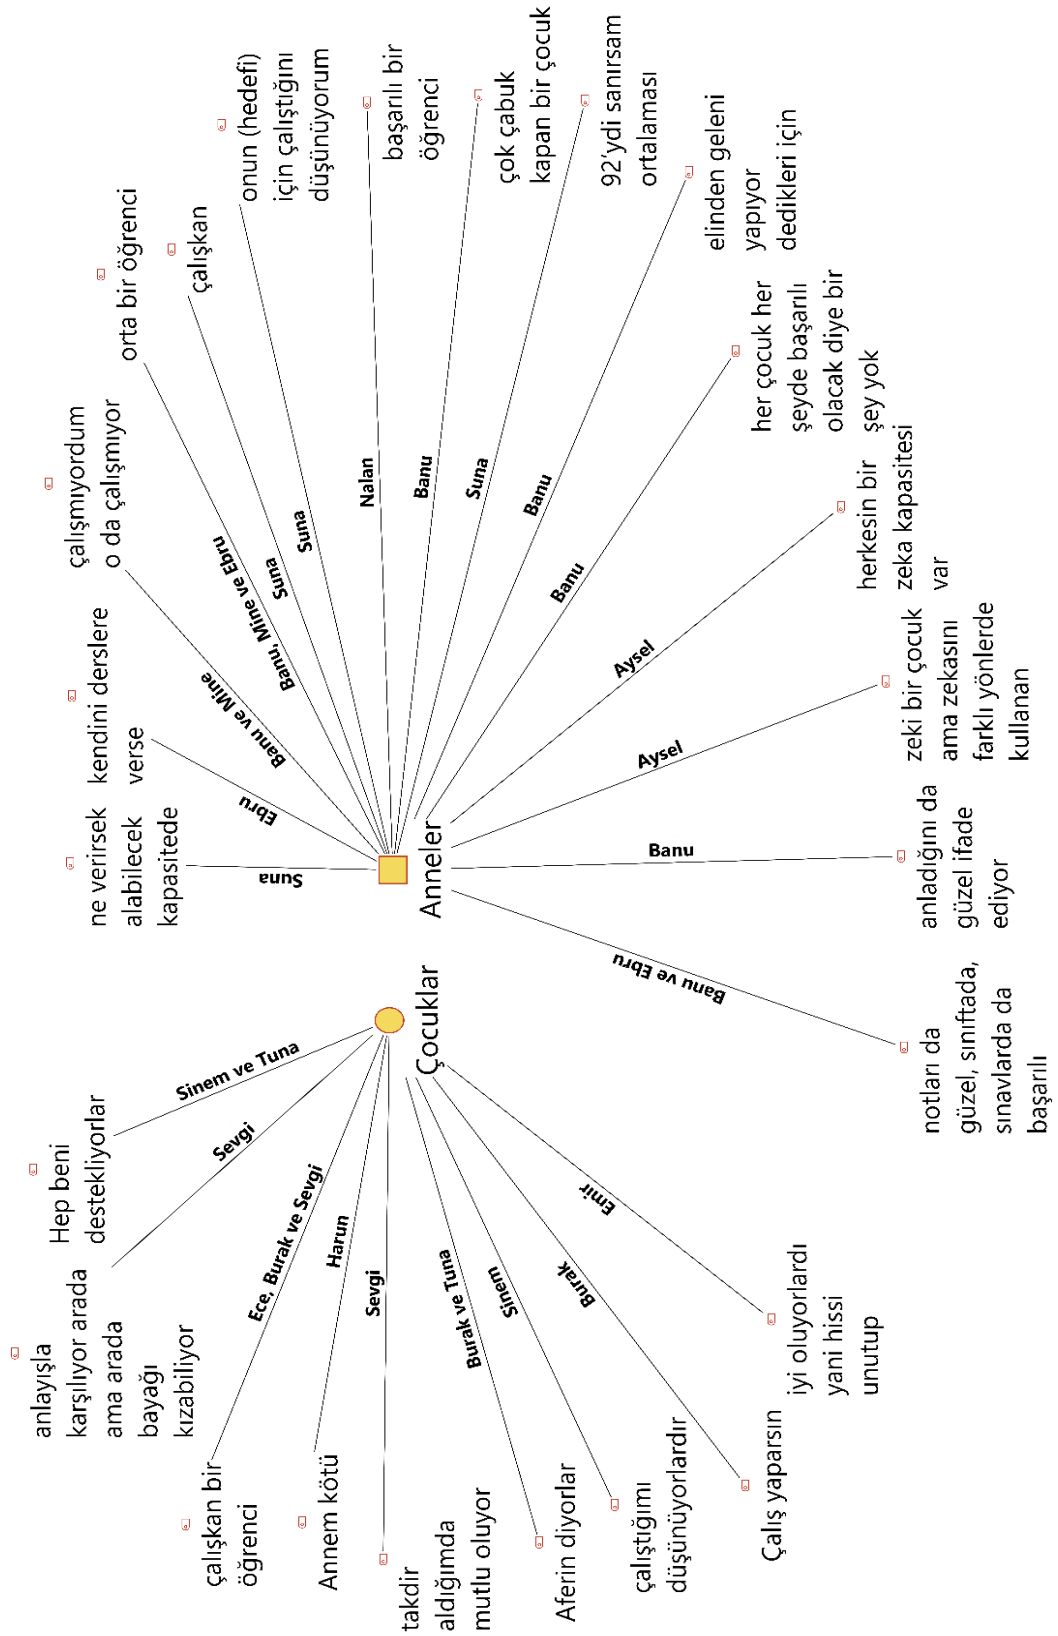 ne verirsek
alabilecek
kapasitede
Suna
kendini derslere
verse
Ebru
çalışmıyordum
o da çalışmıyor
Banu ve Mine
orta bir öğrenci
Banu, Mine ve Ebru
çalışkan
Suna
onun (hedefi)
için çalıştığını
düşünüyorum
Suna
başarılı bir
öğrenci
Nalan
çok çabuk
kapan bir çocuk
Banu
92'ydi sanırsam
ortalaması
Suna
elinden geleni
yapıyor
dedikleri için
Banu
her çocuk her
şeyde başarılı
olacak diye bir
şey yok
Banu
herkesin bir
zeka kapasitesi
var
Aysel
zeki bir çocuk
ama zekasını
farklı yönlerde
kullanan
Aysel
anladığını da
güzel ifade
ediyor
Banu
notları da
güzel, sınıftada,
sınavlarda da
başarılı
Banu ve Ebru
Anneler
Çocuklar
Hep beni
destekliyorlar
Sinem ve Tuna
anlayışla
karşılıyor arada
ama arada
bayağı
kızabiliyor
Sevgi
çalışkan bir
öğrenci
Ece, Burak ve Sevgi
Annem kötü
Harun
takdir
aldığımda
mutlu oluyor
Sevgi
Aferin diyorlar
Burak ve Tuna
çalıştığımı
düşünüyorlardır
Sinem
Çalış yaparsın
Burak
iyi oluyorlardı
yani hissi
unutup
Emir